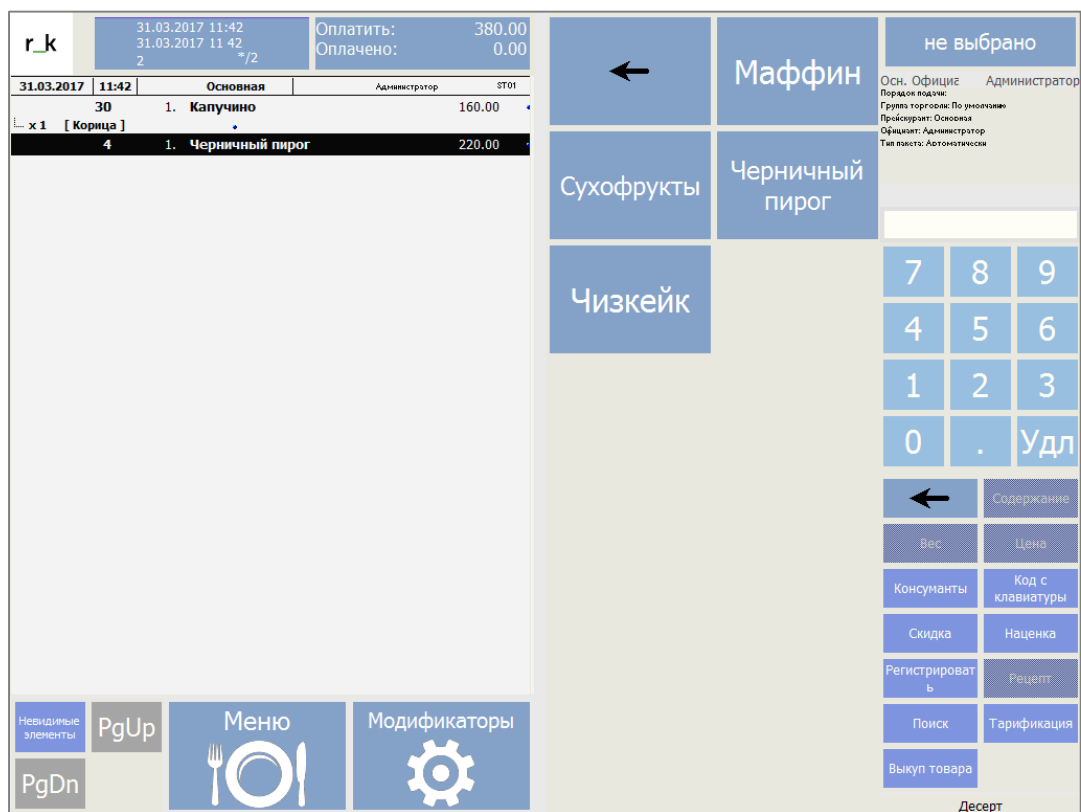 r_k
31.03.2017 11:42
31.03.2017 11 42
2 */2
Оплатить: 380.00
Оплачено: 0.00
31.03.2017 11:42 Основная Администратор ST01
30 1. Капучино 160.00
x 1 [ Корица ]
4 1. Черничный пирог 220.00
Невидимые
элементы
PgUp
PgDn
Меню
Модификаторы
Маффин
Сухофрукты
Черничный
пирог
Чизкейк
не выбрано
Осн. Официа Администратор
Порядок подачи:
Группа торговли: По умолчанию
Прейскурант: Основная
Официант: Администратор
Тип пакета: Автоматически
7 8 9
4 5 6
1 2 3
0 . Удл
Содержание
Вес Цена
Консуманты
Код с
клавиатуры
Скидка Наценка
Регистрироват
ь
Рецепт
Поиск Тарификация
Выкуп товара
Десерт